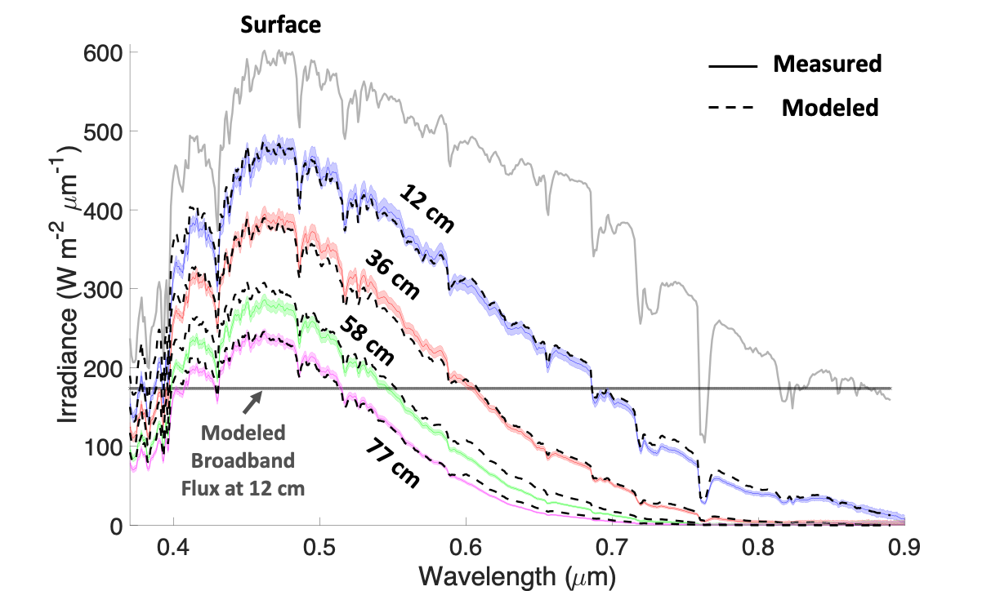 Surface
Measured
Modeled
Irradiance (W m-2 μm-1)
600
500
400
300
200
100
0
12 cm
36 cm
58 cm
77 cm
Modeled
Broadband
Flux at 12 cm
0.4
0.5
0.6
0.7
0.8
0.9
Wavelength (μm)